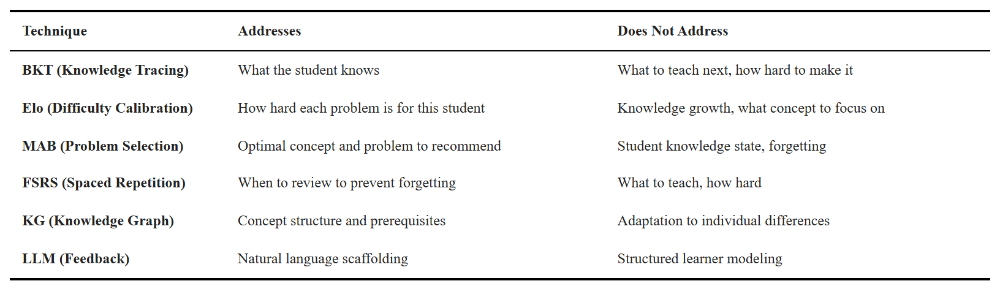 Technique Addresses Does Not Address
BKT (Knowledge Tracing) What the student knows What to teach next, how hard to make it
Elo (Difficulty Calibration) How hard each problem is for this student Knowledge growth, what concept to focus on
MAB (Problem Selection) Optimal concept and problem to recommend Student knowledge state, forgetting
FSRS (Spaced Repetition) When to review to prevent forgetting What to teach, how hard
KG (Knowledge Graph) Concept structure and prerequisites Adaptation to individual differences
LLM (Feedback) Natural language scaffolding Structured learner modeling